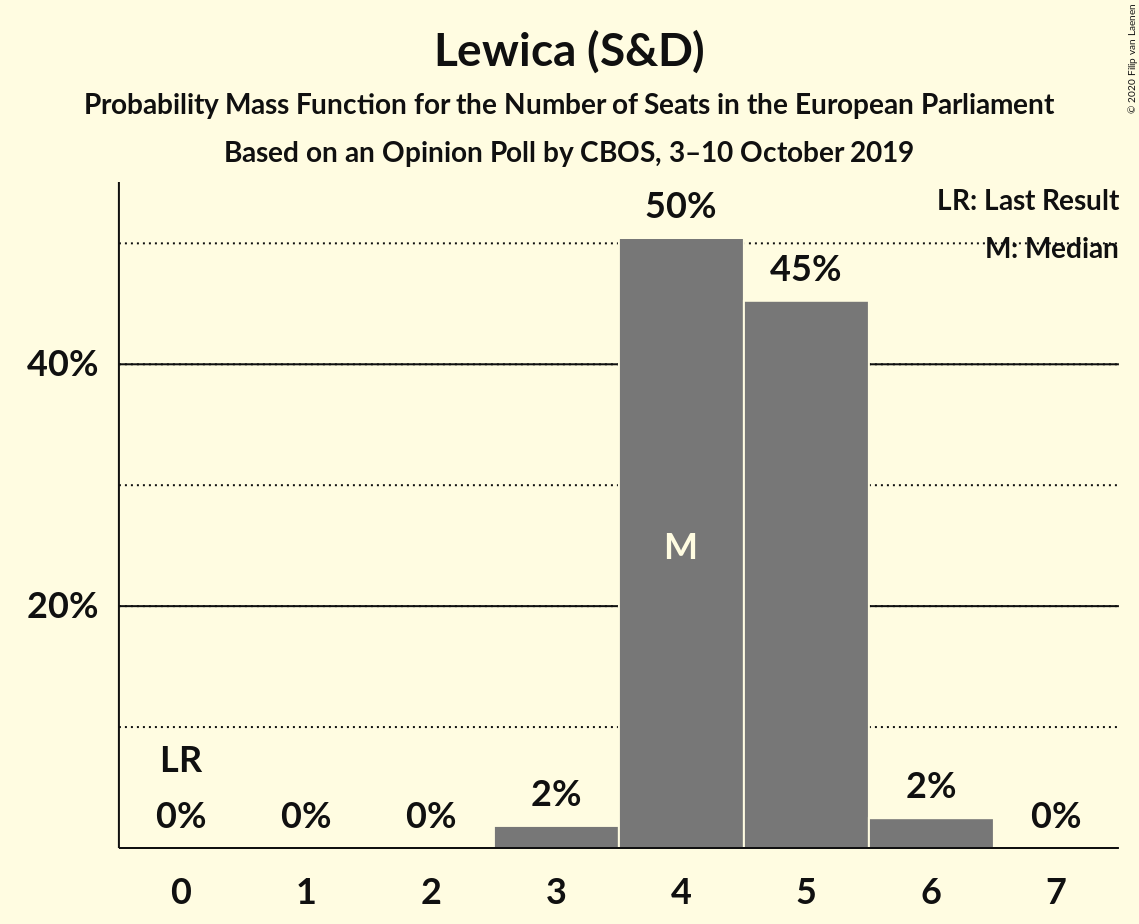 Lewica (S&D)
Probability Mass Function for the Number of Seats in the European Parliament
Based on an Opinion Poll by CBOS, 3–10 October 2019
© 2020 Filip van Laenen
LR: Last Result
M: Median
50%
45%
40%
M
20%
LR
0%
0%
0%
2%
2%
0%
0
1
2
3
4
5
6
7